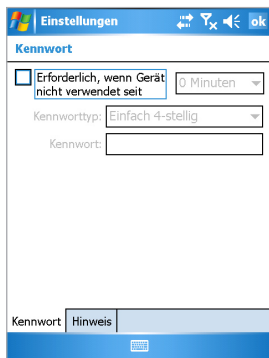 Einstellungen ok
Kennwort
Erforderlich, wenn Gerät
nicht verwendet seit
0 Minuten
Kennworttyp: Einfach 4-stellig
Kennwort:
Kennwort Hinweis